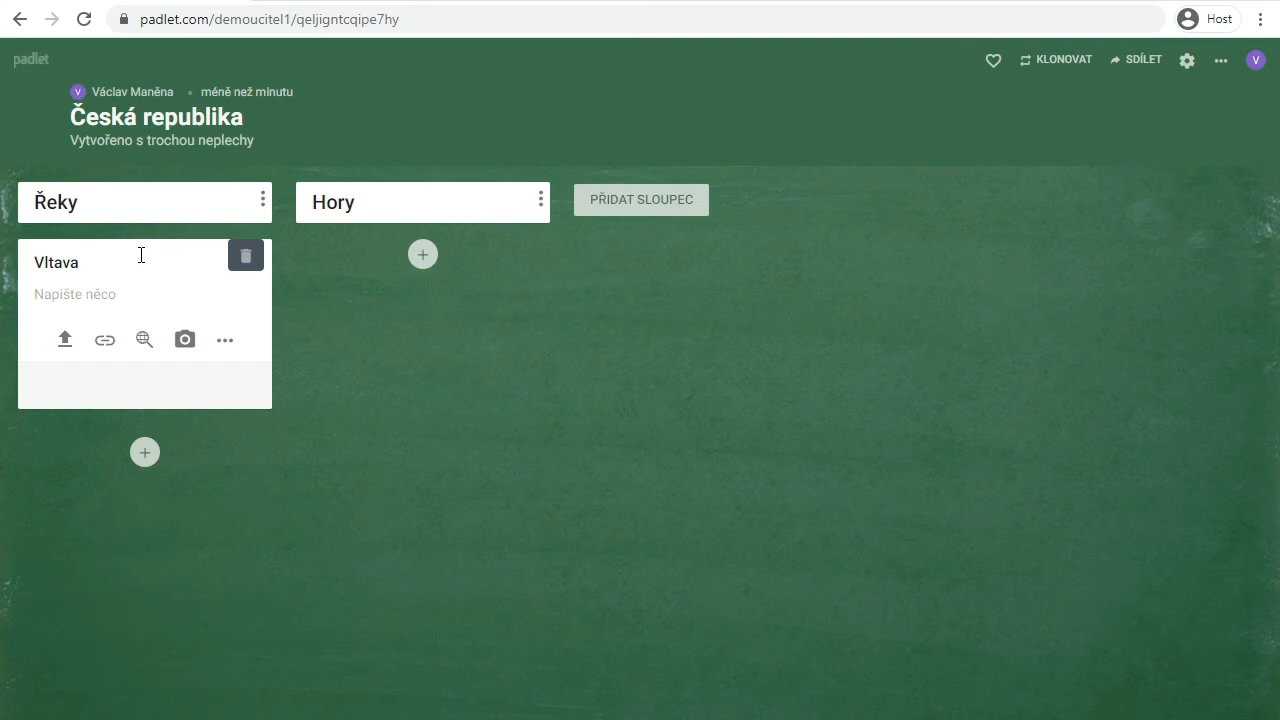 padlet.com/demoucitel1/qeljigntcqipe7hy
Host
padlet
KLONOVAT
SDÍLET
V
V Václav Maněna • méně než minutu
Česká republika
Vytvořeno s trochou neplechy
Řeky
Hory
PŘIDAT SLOUPEC
Vltava
Napište něco